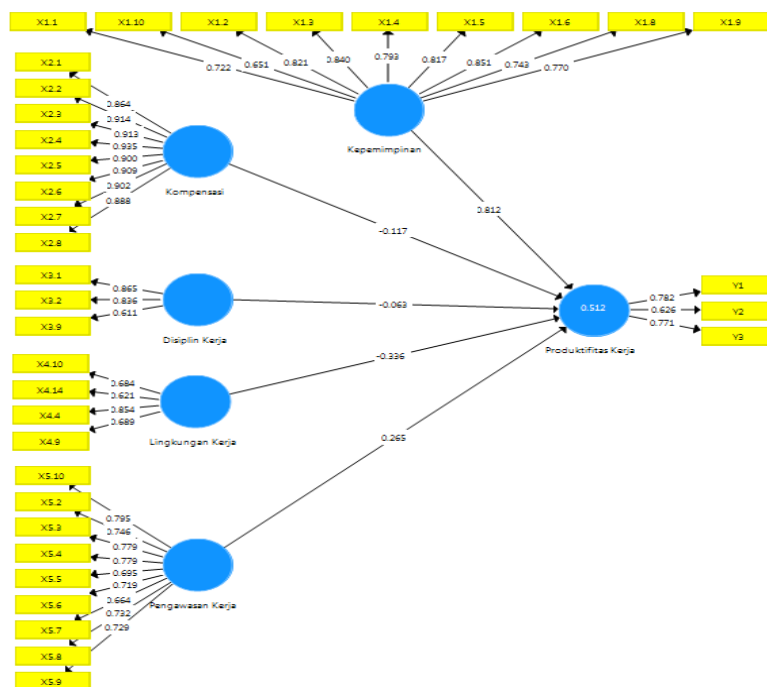 X1.1 X1.10 X1.2 X1.3 X1.4 X1.5 X1.6 X1.8 X1.9
0.722 0.651 0.821 0.840 0.793 0.817 0.851 0.743 0.770
Kepemimpinan
X2.1
X2.2
X2.3
X2.4
X2.5
X2.6
X2.7
X2.8
0.864
0.914
0.913
0.935
0.900
0.909
0.902
0.888
Kompensasi
0.812
-0.117
X3.1
X3.2
X3.9
0.865
0.836
0.611
Disiplin Kerja
-0.063
0.512
Produktifitas Kerja
0.782
0.626
0.771
Y1
Y2
Y3
X4.10
X4.14
X4.4
X4.9
0.684
0.621
0.854
0.689
Lingkungan Kerja
-0.336
0.265
X5.10
X5.2
X5.3
X5.4
X5.5
X5.6
X5.7
X5.8
X5.9
0.795
0.746
0.779
0.779
0.695
0.719
0.664
0.732
0.729
Pengawasan Kerja